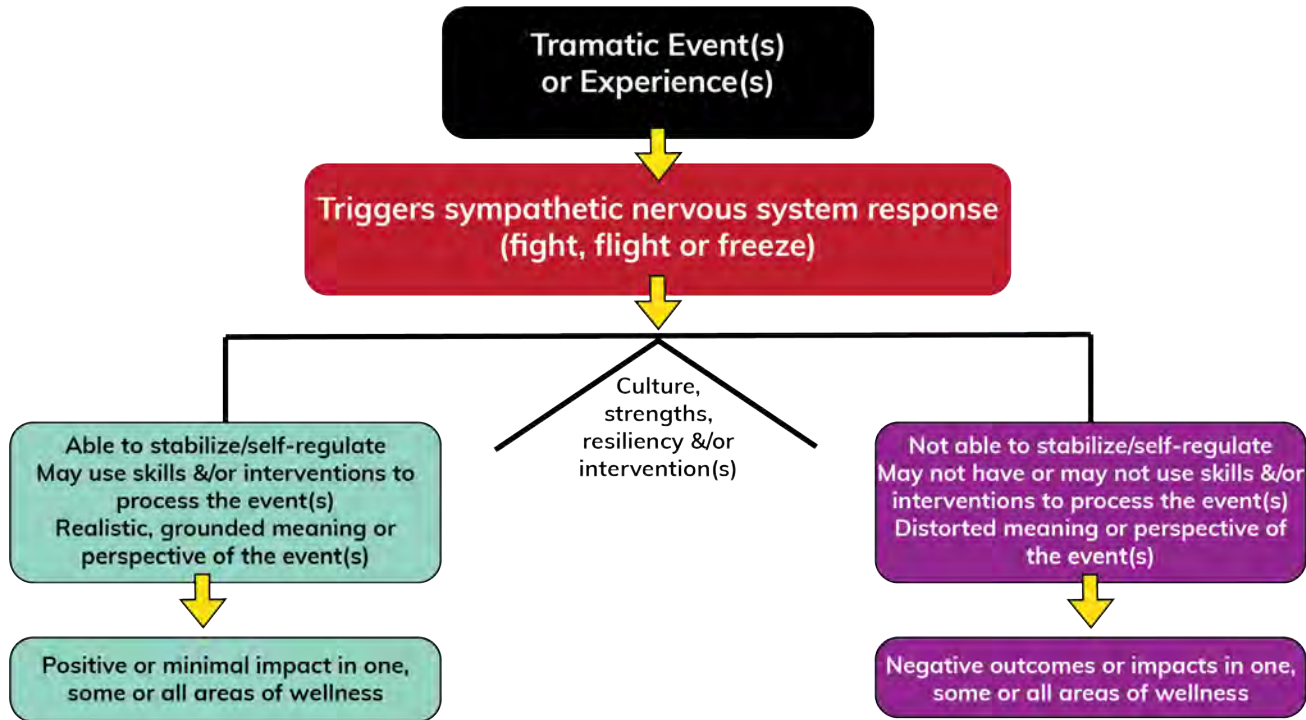 Tramatic Event(s)
or Experience(s)
Triggers sympathetic nervous system response
(fight, flight or freeze)
Culture,
strengths,
resiliency &/or
intervention(s)
Able to stabilize/self-regulate
May use skills &/or interventions to
process the event(s)
Realistic, grounded meaning or
perspective of the event(s)
Not able to stabilize/self-regulate
May not have or may not use skills &/or
interventions to process the event(s)
Distorted meaning or perspective of
the event(s)
Positive or minimal impact in one,
some or all areas of wellness
Negative outcomes or impacts in one,
some or all areas of wellness